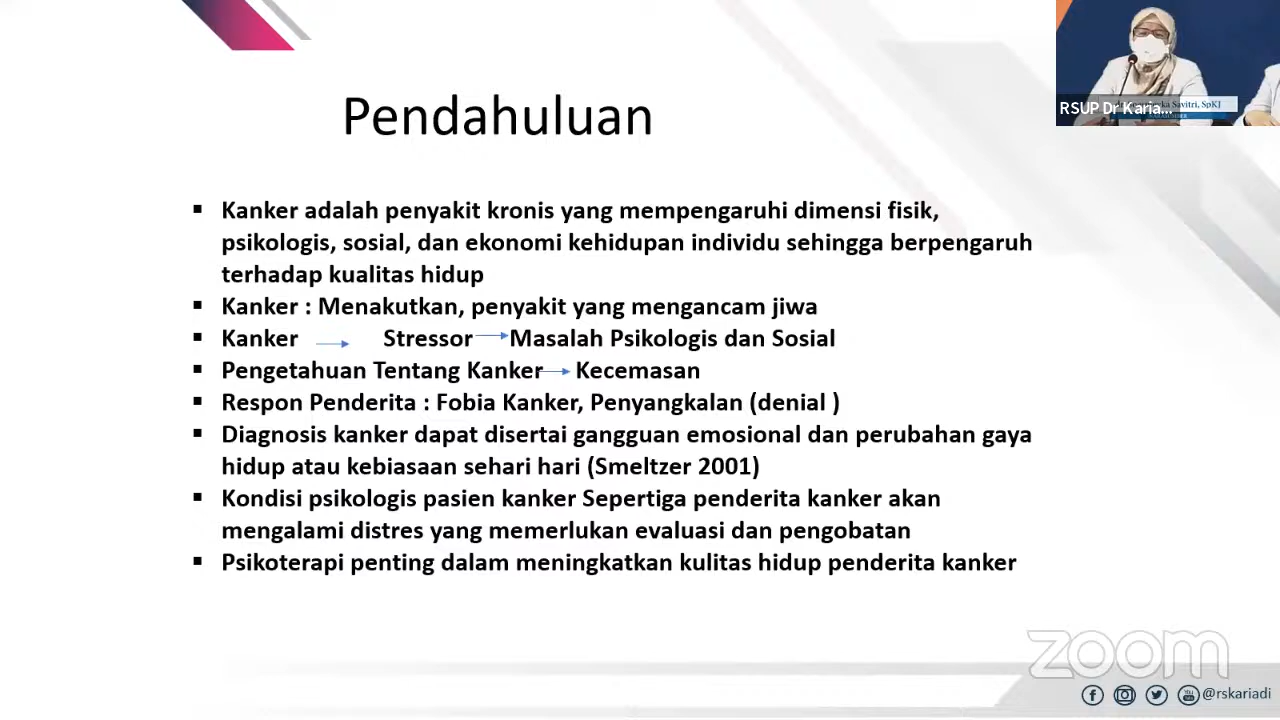 Pendahuluan
Kanker adalah penyakit kronis yang mempengaruhi dimensi fisik,
psikologis, sosial, dan ekonomi kehidupan individu sehingga berpengaruh
terhadap kualitas hidup
Kanker : Menakutkan, penyakit yang mengancam jiwa
Kanker Stressor Masalah Psikologis dan Sosial
Pengetahuan Tentang Kanker Kecemasan
Respon Penderita : Fobia Kanker, Penyangkalan (denial )
Diagnosis kanker dapat disertai gangguan emosional dan perubahan gaya
hidup atau kebiasaan sehari hari (Smeltzer 2001)
Kondisi psikologis pasien kanker Sepertiga penderita kanker akan
mengalami distres yang memerlukan evaluasi dan pengobatan
Psikoterapi penting dalam meningkatkan kulitas hidup penderita kanker
RSUP Dr Karia...
Savitri, SpKJ
zoom
@rskariadi